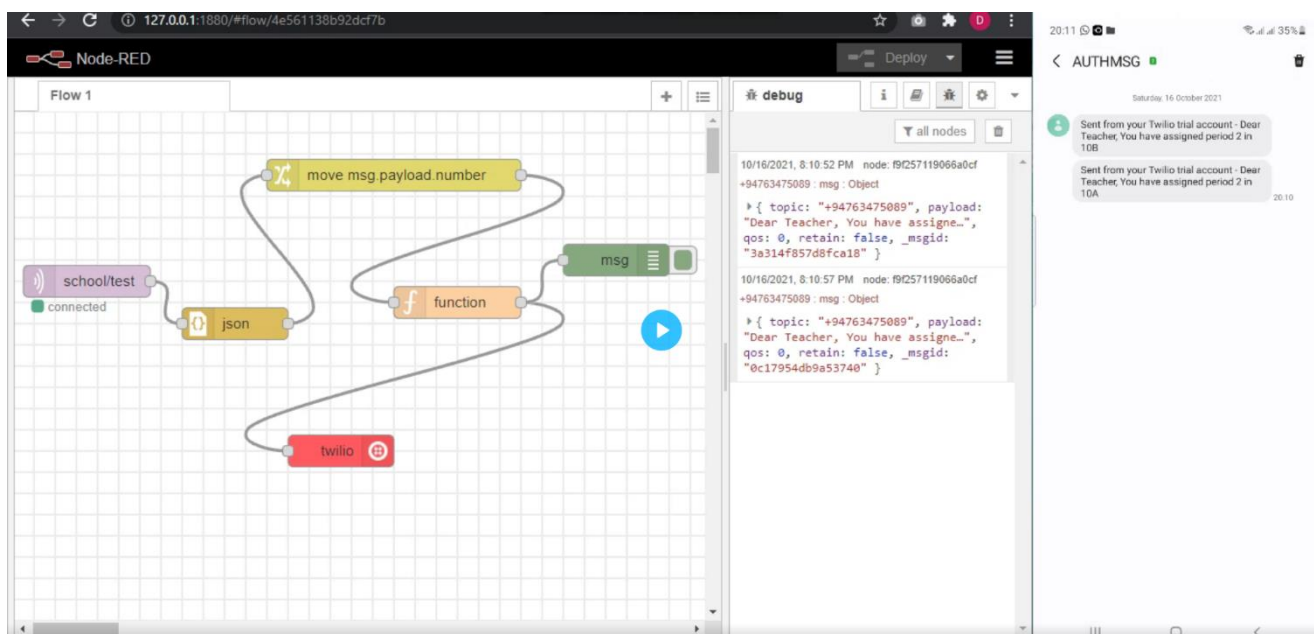 127.0.0.1:1880/#flow/4e561138b92dcf7b
D
Node-RED
Deploy
Flow 1
move msg.payload.number
school/test
connected
json
function
msg
twilio
debug
i
all nodes
10/16/2021, 8:10:52 PM node: f9f257119066a0cf
+94763475089 : msg : Object
{ topic: "+94763475089", payload:
"Dear Teacher, You have assigne…",
qos: 0, retain: false, _msgid:
"3a314f857d8fca18" }
10/16/2021, 8:10:57 PM node: f9f257119066a0cf
+94763475089 : msg : Object
{ topic: "+94763475089", payload:
"Dear Teacher, You have assigne…",
qos: 0, retain: false, _msgid:
"0c17954db9a53740" }
20:11 35%
AUTHMSG
Saturday, 16 October 2021
Sent from your Twilio trial account - Dear
Teacher, You have assigned period 2 in
10B
Sent from your Twilio trial account - Dear
Teacher, You have assigned period 2 in
10A
20:10